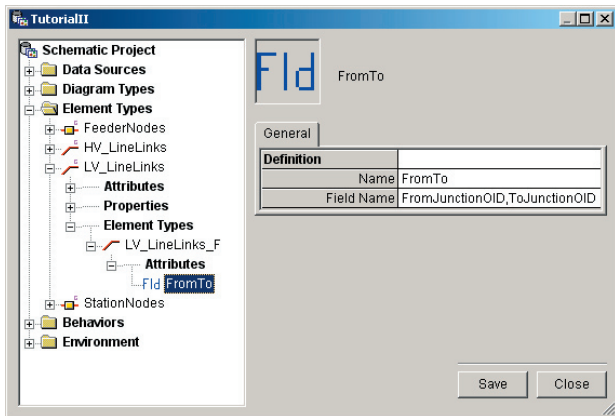 TutorialII
Schematic Project
Data Sources
Diagram Types
Element Types
FeederNodes
HV_LineLinks
LV_LineLinks
Attributes
Properties
Element Types
LV_LineLinks_F
Attributes
Fld FromTo
StationNodes
Behaviors
Environment
Fld
FromTo
General
Definition
Name FromTo
Field Name FromJunctionOID,ToJunctionOID
Save Close